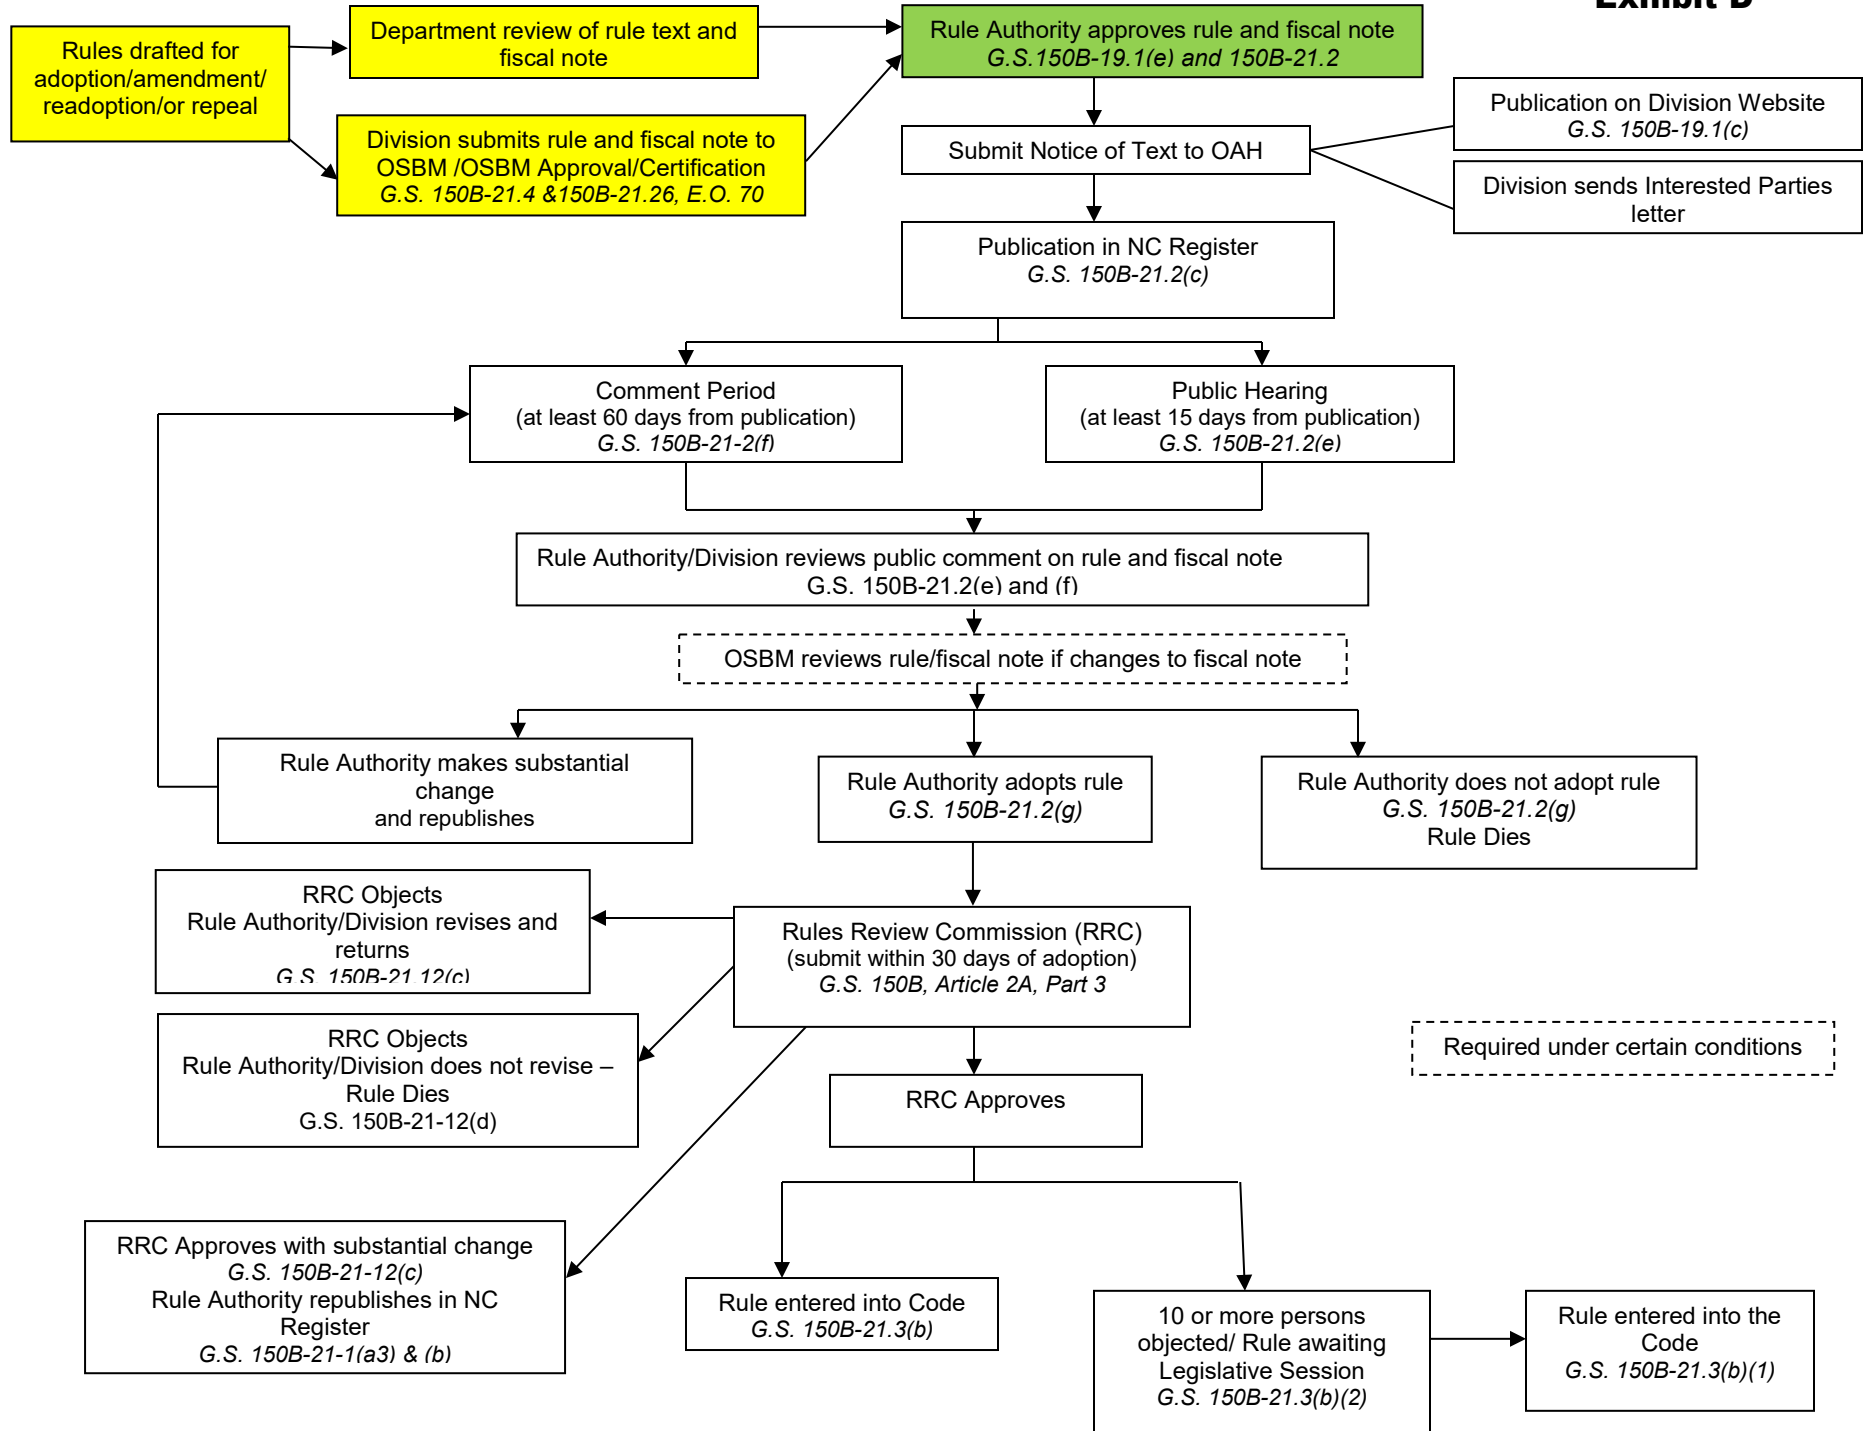 Exhibit D
Rules drafted for
adoption/amendment/
readoption/or repeal
Department review of rule text and
fiscal note
Rule Authority approves rule and fiscal note
G.S.150B-19.1(e) and 150B-21.2
Division submits rule and fiscal note to
OSBM /OSBM Approval/Certification
G.S. 150B-21.4 &150B-21.26, E.O. 70
Submit Notice of Text to OAH
Publication on Division Website
G.S. 150B-19.1(c)
Division sends Interested Parties
letter
Publication in NC Register
G.S. 150B-21.2(c)
Comment Period
(at least 60 days from publication)
G.S. 150B-21-2(f)
Public Hearing
(at least 15 days from publication)
G.S. 150B-21.2(e)
Rule Authority/Division reviews public comment on rule and fiscal note
G.S. 150B-21.2(e) and (f)
OSBM reviews rule/fiscal note if changes to fiscal note
Rule Authority makes substantial
change
and republishes
Rule Authority adopts rule
G.S. 150B-21.2(g)
Rule Authority does not adopt rule
G.S. 150B-21.2(g)
Rule Dies
RRC Objects
Rule Authority/Division revises and
returns
G.S. 150B-21.12(c)
Rules Review Commission (RRC)
(submit within 30 days of adoption)
G.S. 150B, Article 2A, Part 3
RRC Objects
Rule Authority/Division does not revise –
Rule Dies
G.S. 150B-21-12(d)
Required under certain conditions
RRC Approves
RRC Approves with substantial change
G.S. 150B-21-12(c)
Rule Authority republishes in NC
Register
G.S. 150B-21-1(a3) & (b)
Rule entered into Code
G.S. 150B-21.3(b)
10 or more persons
objected/ Rule awaiting
Legislative Session
G.S. 150B-21.3(b)(2)
Rule entered into the
Code
G.S. 150B-21.3(b)(1)